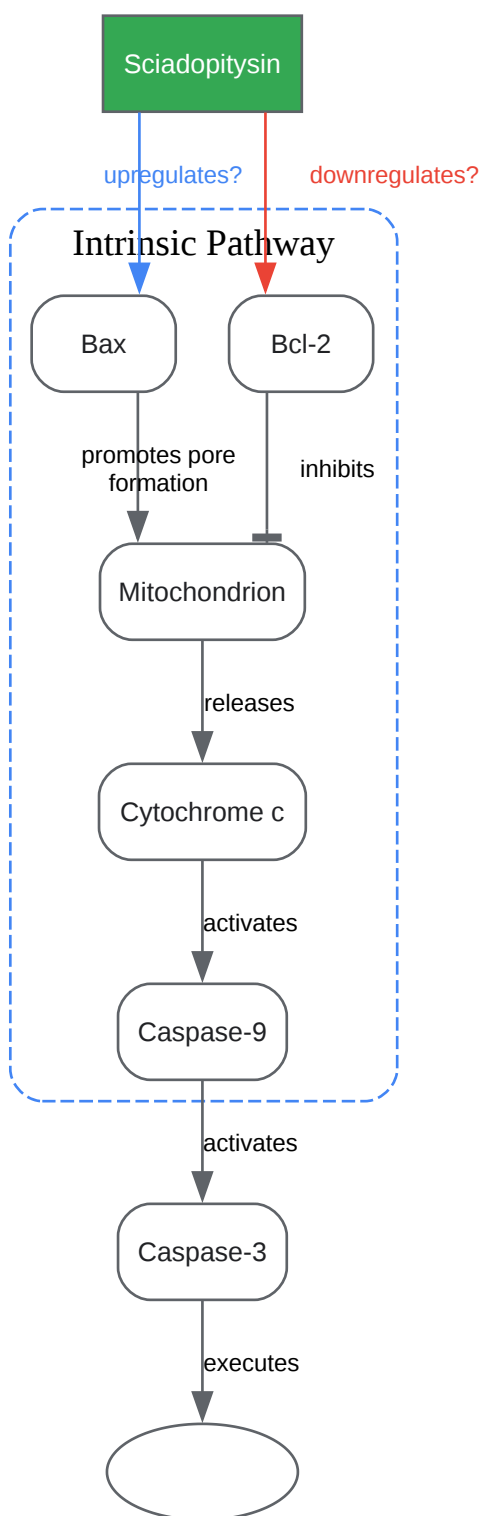 Sciadopitysin
upregulates?
downregulates?
Intrinsic Pathway
Bax
Bcl-2
promotes pore
formation
inhibits
Mitochondrion
releases
Cytochrome c
activates
Caspase-9
activates
Caspase-3
executes